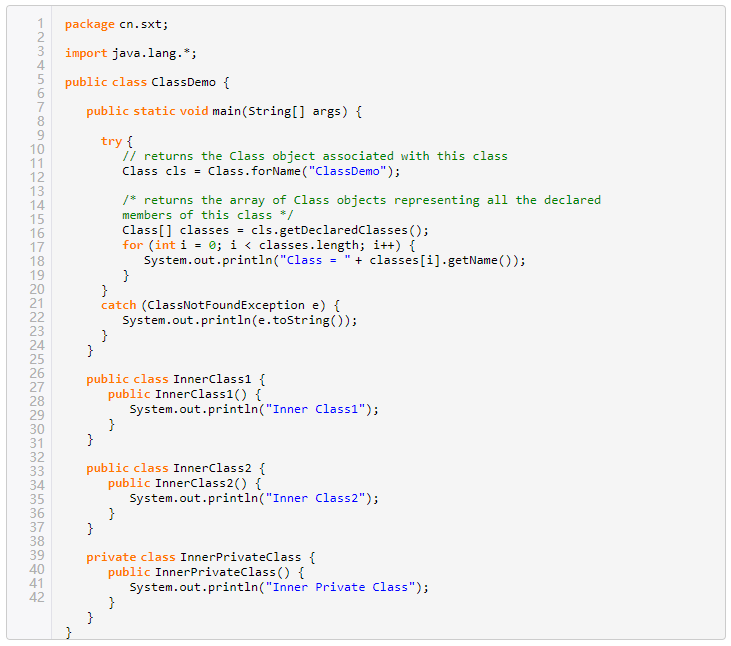 1 package cn.sxt;
2
3 import java.lang.*;
4
5 public class ClassDemo {
6
7 public static void main(String[] args) {
8
9 try {
10 // returns the Class object associated with this class
11 Class cls = Class.forName("ClassDemo");
12
13 /* returns the array of Class objects representing all the declared
14 members of this class */
15 Class[] classes = cls.getDeclaredClasses();
16 for (int i = 0; i < classes.length; i++) {
17 System.out.println("Class = " + classes[i].getName());
18 }
19 }
20 catch (ClassNotFoundException e) {
21 System.out.println(e.toString());
22 }
23 }
24
25 public class InnerClass1 {
26 public InnerClass1() {
27 System.out.println("Inner Class1");
28 }
29 }
30
31 public class InnerClass2 {
32 public InnerClass2() {
33 System.out.println("Inner Class2");
34 }
35 }
36
37 private class InnerPrivateClass {
38 public InnerPrivateClass() {
39 System.out.println("Inner Private Class");
40 }
41 }
42 }